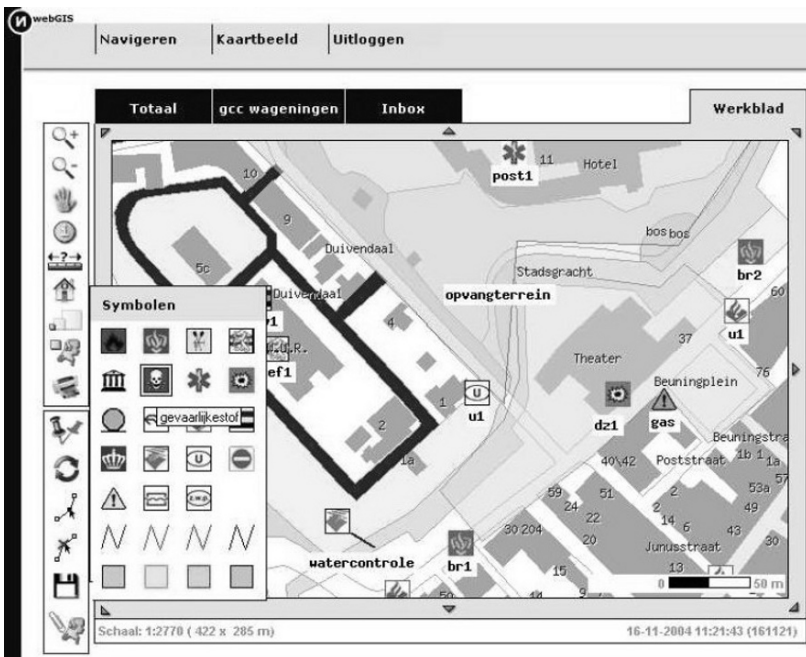 webGIS
Navigeren Kaartbeeld Uitloggen
Totaal gcc wageningen Inbox Werkblad
11 Hotel
post1
10
9
bos bos
Duivendaal
5c
Stadsgracht
br2
Symbolen
Duivendaal
opvangterrein
60
4
u1
37
Theater
76
Beuningplein
gevaarlijkestof
1
u1
dz1
gas
2
1a
40\42
Poststraat
1b 1 1a
59
51
2
53a
57
24
22
2
49
14
6
30 204
20
43
30
watercontrole
br1
Junusstraat
15
13
0 50 m
Schaal: 1:2770 ( 422 x 285 m)
16-11-2004 11:21:43 (161121)